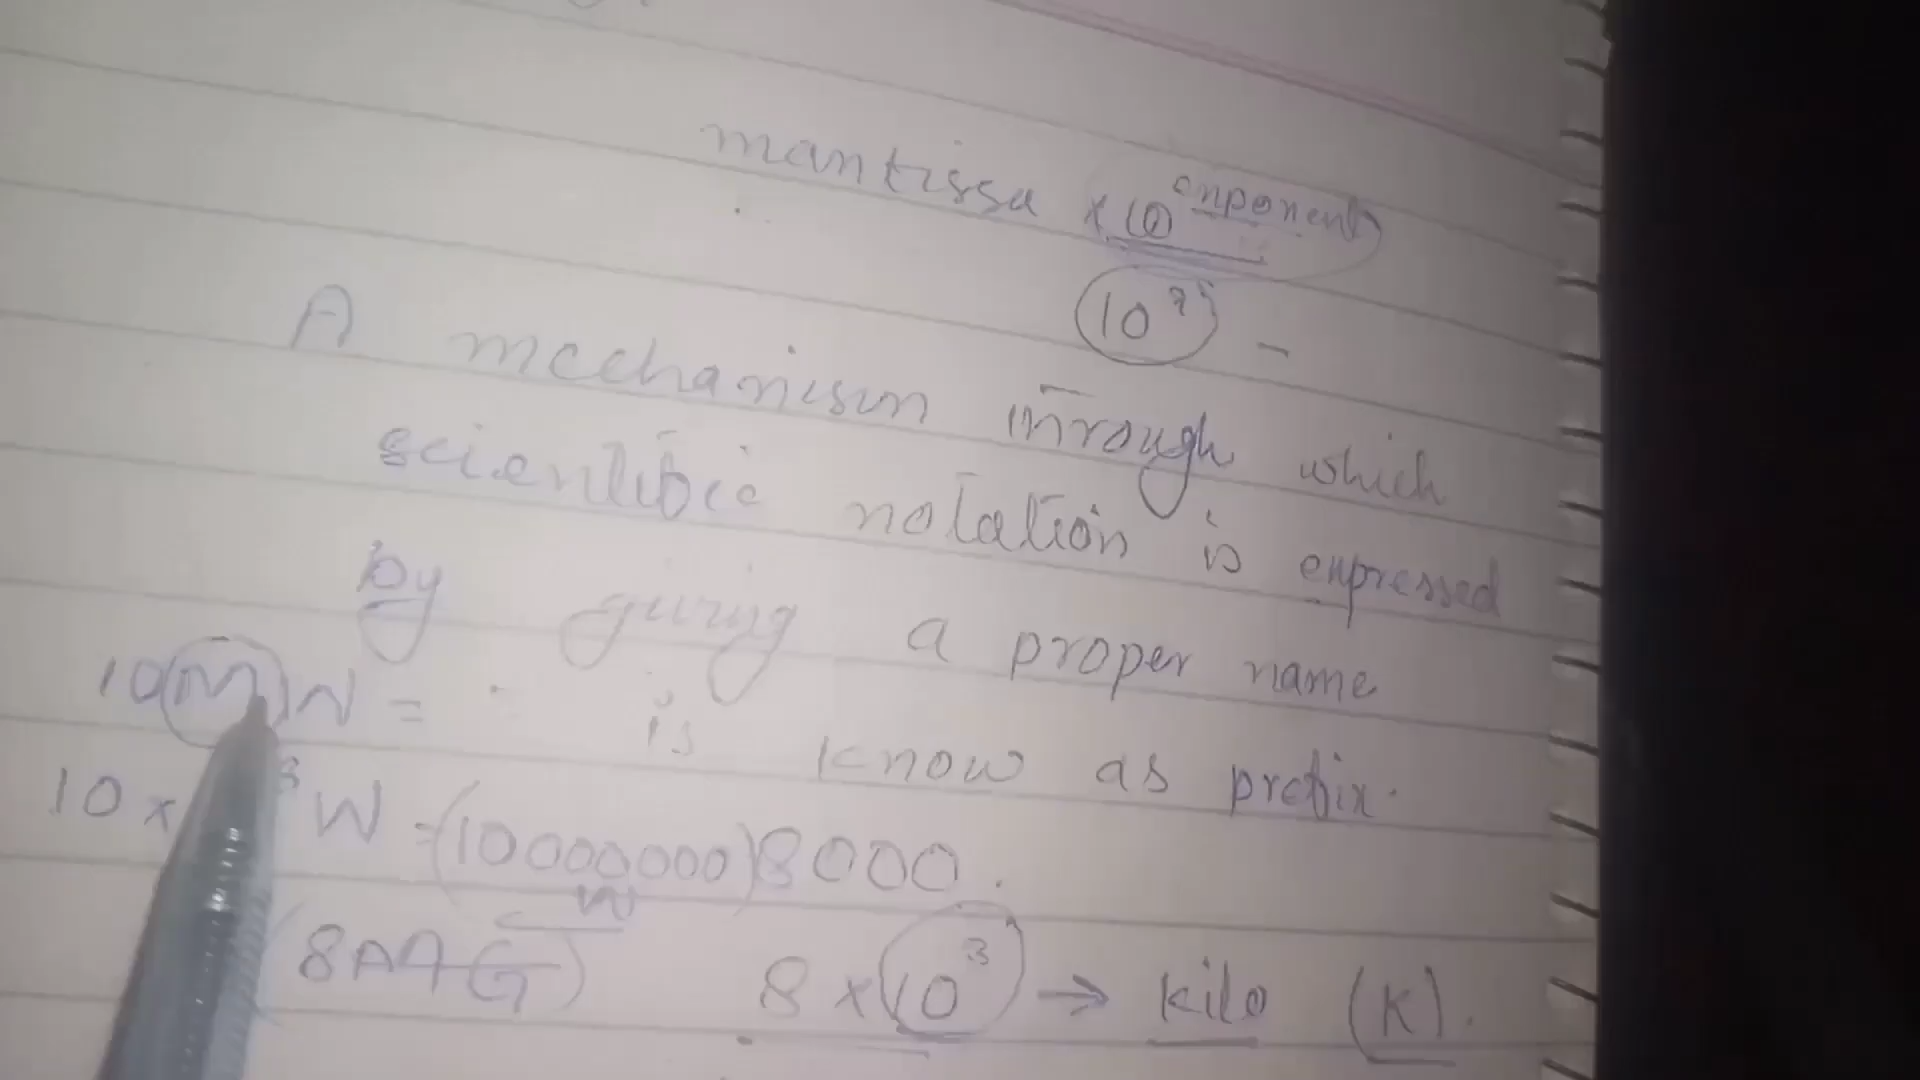 mantissa × 10 exponent
10 ?
A mechanism through which
scientific notation is expressed
by giving a proper name
10 M W =
is know as prefix.
10 × W = (10000000) 8000.
W
8 × 10³ → kilo (K).